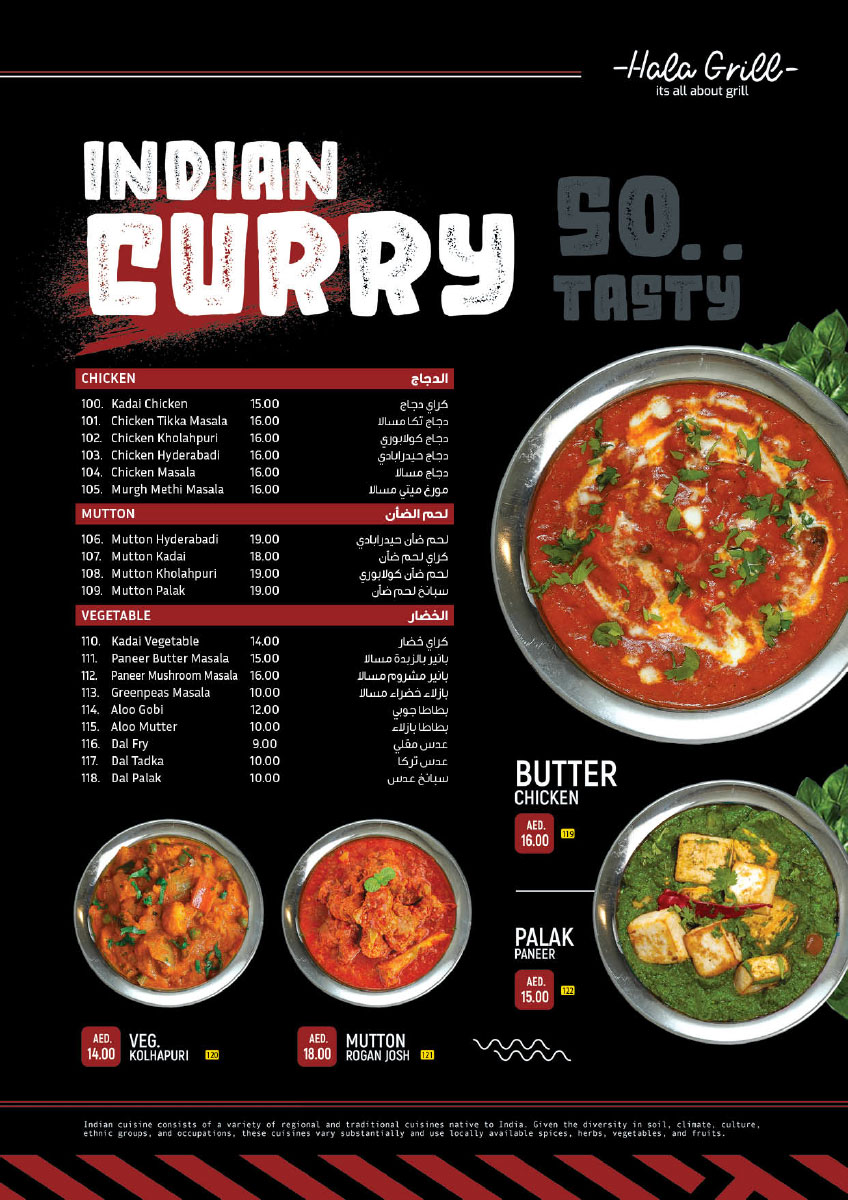 -Hala Grill-
its all about grill
INDIAN
CURRY
SO..
TASTY
CHICKEN الدجاج
100. Kadai Chicken 15.00 كراي دجاج
101. Chicken Tikka Masala 16.00 دجاج تكا مسالا
102. Chicken Kholahpuri 16.00 دجاج كولابوري
103. Chicken Hyderabadi 16.00 دجاج حيدرابادي
104. Chicken Masala 16.00 دجاج مسالا
105. Murgh Methi Masala 16.00 مورغ ميتي مسالا
MUTTON لحم الضأن
106. Mutton Hyderabadi 19.00 لحم ضأن حيدرابادي
107. Mutton Kadai 18.00 كراي لحم ضأن
108. Mutton Kholahpuri 19.00 لحم ضأن كولابوري
109. Mutton Palak 19.00 سبانخ لحم ضأن
VEGETABLE الخضار
110. Kadai Vegetable 14.00 كراي خضار
111. Paneer Butter Masala 15.00 بانير بالزبدة مسالا
112. Paneer Mushroom Masala 16.00 بانير مشروم مسالا
113. Greenpeas Masala 10.00 بازلاء خضراء مسالا
114. Aloo Gobi 12.00 بطاطا جوبي
115. Aloo Mutter 10.00 بطاطا بازلاء
116. Dal Fry 9.00 عدس مقلي
117. Dal Tadka 10.00 عدس تركا
118. Dal Palak 10.00 سبانخ عدس
BUTTER
CHICKEN
AED.
16.00 119
PALAK
PANEER
AED.
15.00 122
AED.
14.00
VEG.
KOLHAPURI 120
AED.
18.00
MUTTON
ROGAN JOSH 121
Indian cuisine consists of a variety of regional and traditional cuisines native to India. Given the diversity in soil, climate, culture,
ethnic groups, and occupations, these cuisines vary substantially and use locally available spices, herbs, vegetables, and fruits.